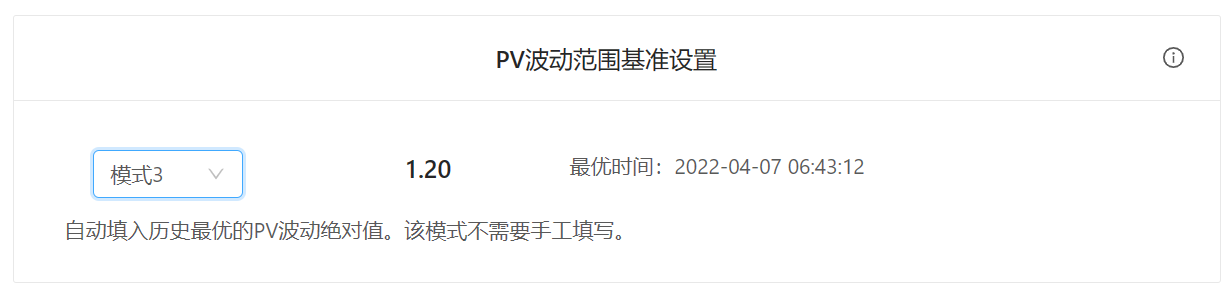 PV波动范围基准设置
模式3
1.20
最优时间：2022-04-07 06:43:12
自动填入历史最优的PV波动绝对值。该模式不需要手工填写。